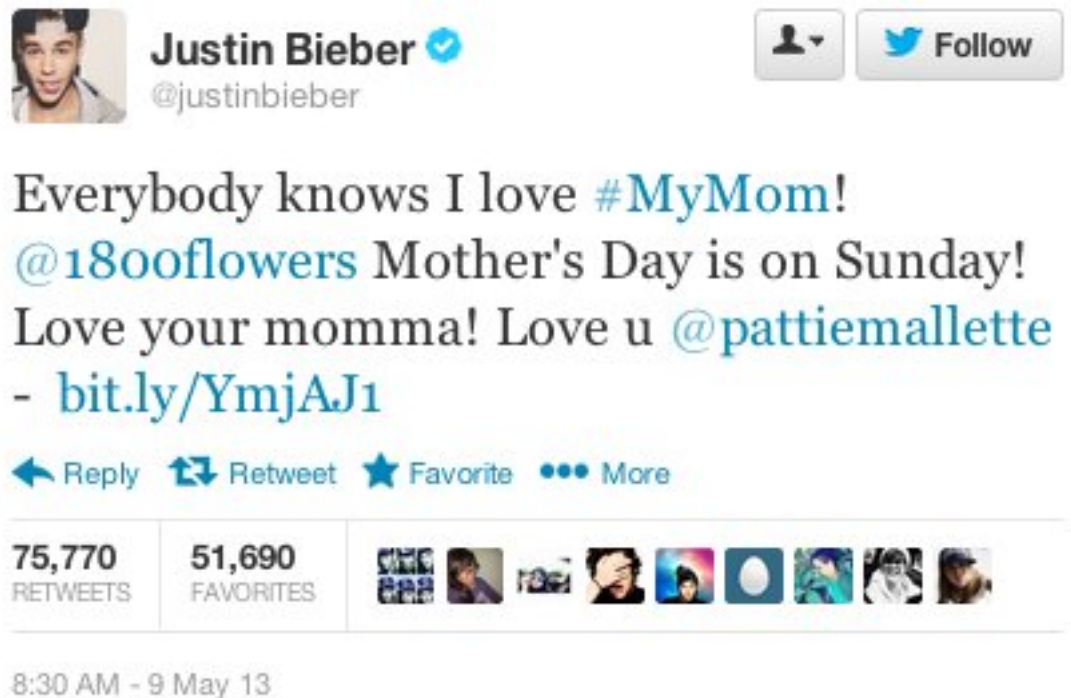 Justin Bieber
Follow
@justinbieber
Everybody knows I love #MyMom!
@1800flowers Mother's Day is on Sunday!
Love your momma! Love u @pattiemallette
- bit.ly/YmjAJ1
Reply Retweet Favorite More
75,770 51,690
RETWEETS FAVORITES
8:30 AM - 9 May 13